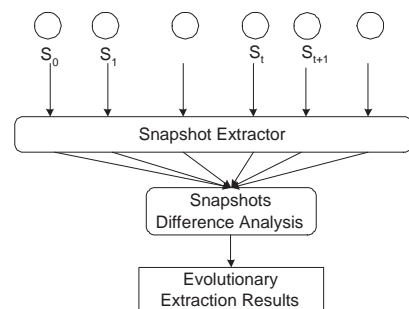 S0 S1 St St+1
Snapshot Extractor
Snapshots
Difference Analysis
Evolutionary
Extraction Results